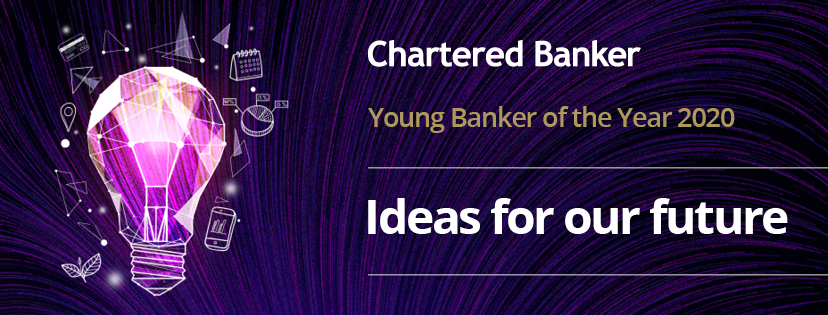 Chartered Banker
Young Banker of the Year 2020
Ideas for our future